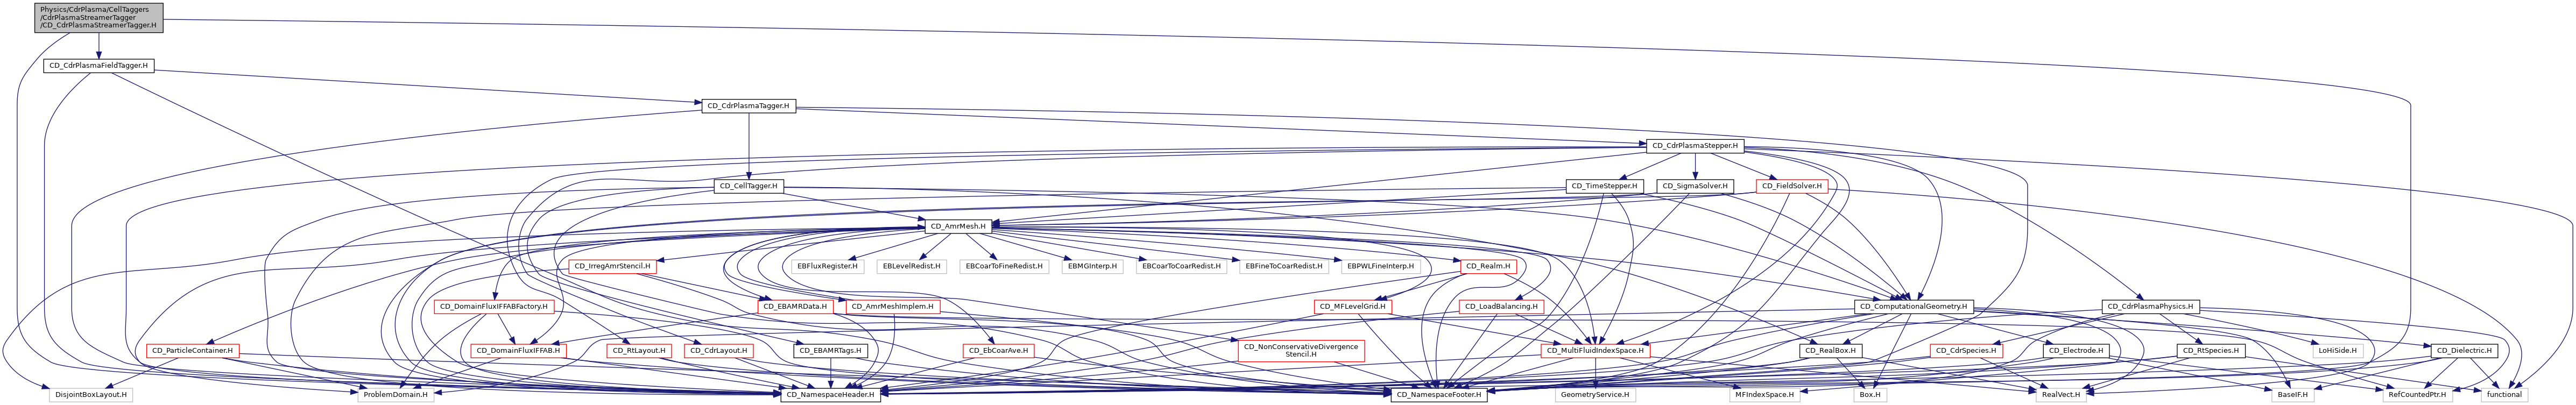 Physics/CdrPlasma/CellTaggers
/CdrPlasmaStreamerTagger
/CD_CdrPlasmaStreamerTagger.H
CD_CdrPlasmaFieldTagger.H
CD_CdrPlasmaTagger.H
CD_CdrPlasmaStepper.H
CD_CellTagger.H
CD_TimeStepper.H
CD_SigmaSolver.H
CD_FieldSolver.H
CD_AmrMesh.H
CD_IrregAmrStencil.H
EBFluxRegister.H
EBLevelRedist.H
EBCoarToFineRedist.H
EBMGInterp.H
EBCoarToCoarRedist.H
EBFineToCoarRedist.H
EBPWLFineInterp.H
CD_Realm.H
CD_DomainFluxIFFABFactory.H
CD_EBAMRData.H
CD_AmrMeshImplem.H
CD_MFLevelGrid.H
CD_LoadBalancing.H
CD_ComputationalGeometry.H
CD_CdrPlasmaPhysics.H
CD_ParticleContainer.H
CD_DomainFluxIFFAB.H
CD_RtLayout.H
CD_CdrLayout.H
CD_EBAMRTags.H
CD_EbCoarAve.H
CD_NonConservativeDivergence
Stencil.H
CD_MultiFluidIndexSpace.H
CD_RealBox.H
CD_CdrSpecies.H
CD_Electrode.H
CD_RtSpecies.H
LoHiSide.H
CD_Dielectric.H
DisjointBoxLayout.H
ProblemDomain.H
CD_NamespaceHeader.H
CD_NamespaceFooter.H
GeometryService.H
MFIndexSpace.H
Box.H
RealVect.H
BaseIF.H
RefCountedPtr.H
functional